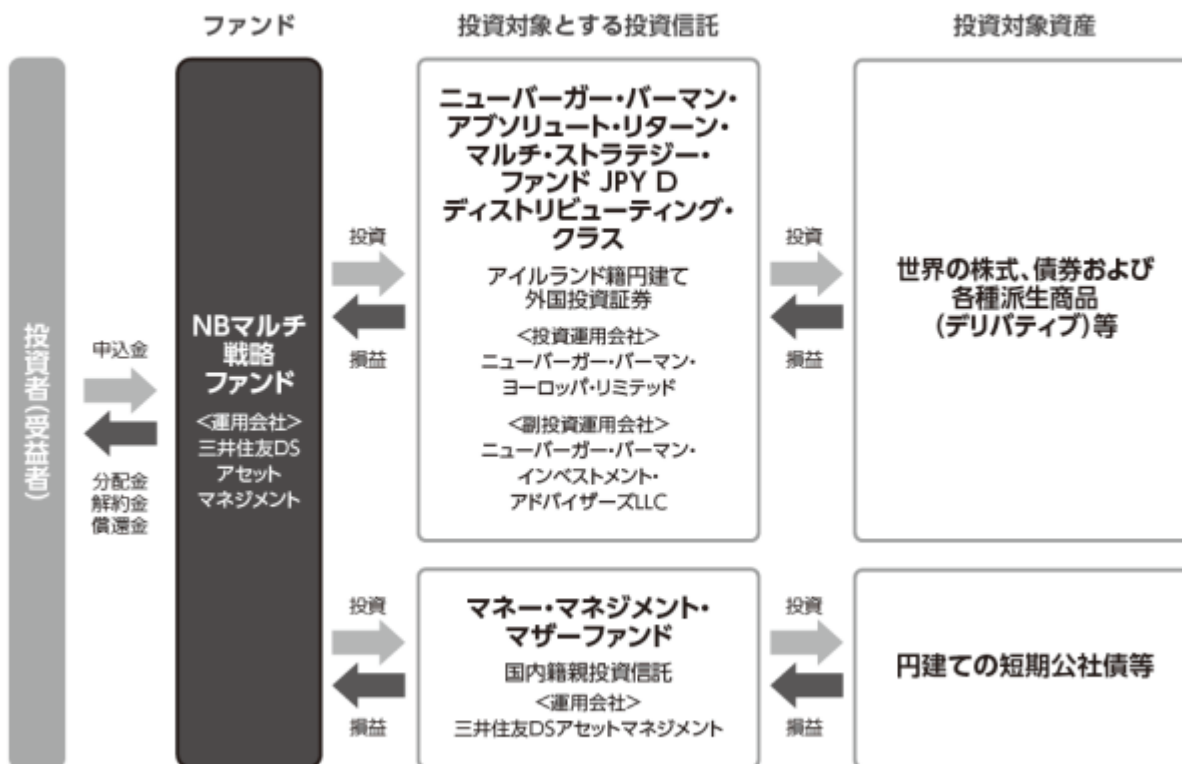 ファンド
投資対象とする投資信託
投資対象資産
投資者(受益者)
申込金
分配金
解約金
償還金
NBマルチ
戦略
ファンド
<運用会社>
三井住友DS
アセット
マネジメント
投資
損益
ニューバーガー・バーマン・
アブソリュート・リターン・
マルチ・ストラテジー・
ファンド JPY D
ディストリビューティング・
クラス
アイルランド籍円建て
外国投資証券
<投資運用会社>
ニューバーガー・バーマン・
ヨーロッパ・リミテッド
<副投資運用会社>
ニューバーガー・バーマン・
インベストメント・
アドバイザーズLLC
投資
損益
世界の株式、債券および
各種派生商品
(デリバティブ)等
投資
損益
マネー・マネジメント・
マザーファンド
国内籍親投資信託
<運用会社>
三井住友DSアセットマネジメント
投資
損益
円建ての短期公社債等